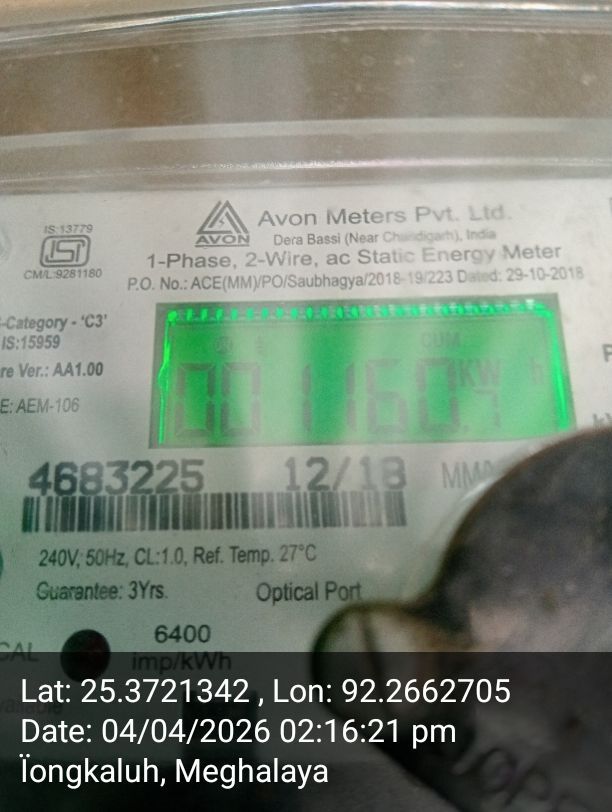 IS:13779
ISI
CM/L:9281180
AVON
Avon Meters Pvt. Ltd.
Dera Bassi (Near Chandigarh), India
1-Phase, 2-Wire, ac Static Energy Meter
P.O. No.: ACE(MM)/PO/Saubhagya/2018-19/223 Dated: 29-10-2018
-Category - 'C3'
IS:15959
re Ver.: AA1.00
E: AEM-106
CUM
001160.7 KW h
4683225 12/18
240V, 50Hz, CL:1.0, Ref. Temp. 27°C
Guarantee: 3Yrs. Optical Port
CAL
6400
imp/kWh
Lat: 25.3721342 , Lon: 92.2662705
Date: 04/04/2026 02:16:21 pm
Ïongkaluh, Meghalaya